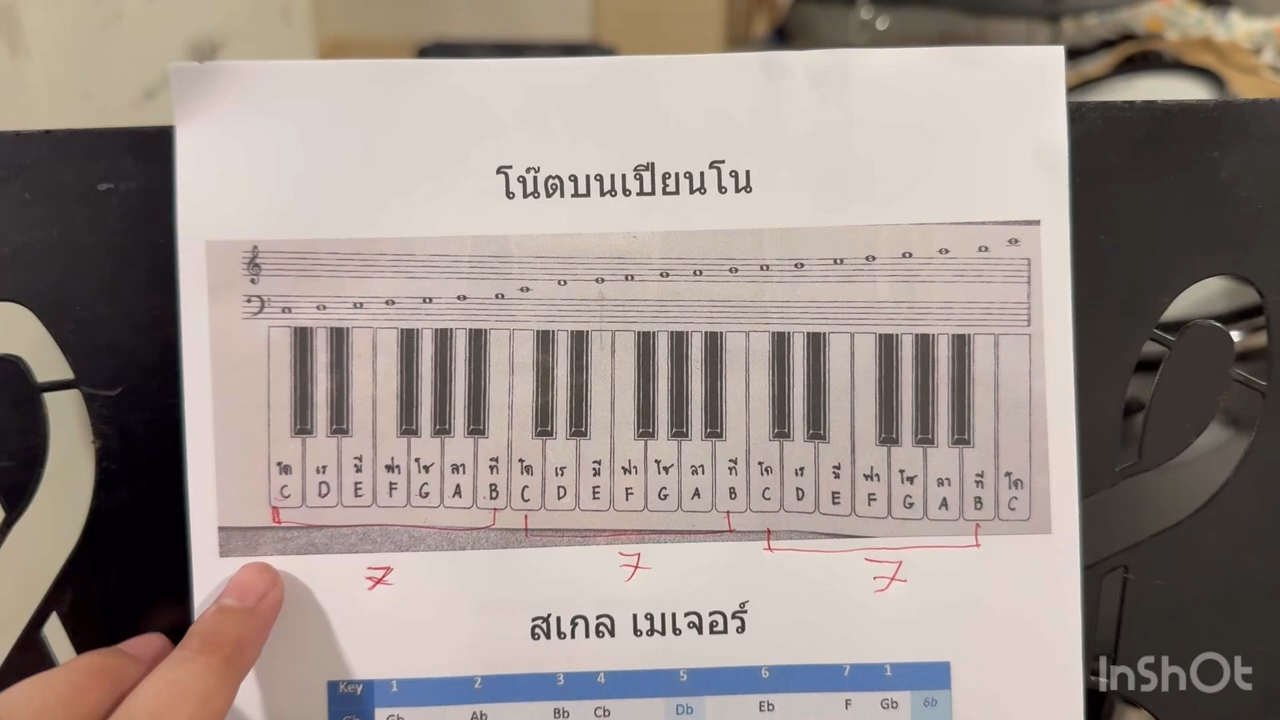 โน๊ตบนเปียนโน
โด เร มี ฟา โซ ลา ที โด เร มี ฟา โซ ลา ที โด เร มี ฟา โซ ลา ที โด
C D E F G A B C D E F G A B C D E F G A B C
7 7 7
สเกล เมเจอร์
Key 1 2 3 4 5 6 7 1
Gb Gb Ab Bb Cb Db Eb F Gb 6b
InShOt